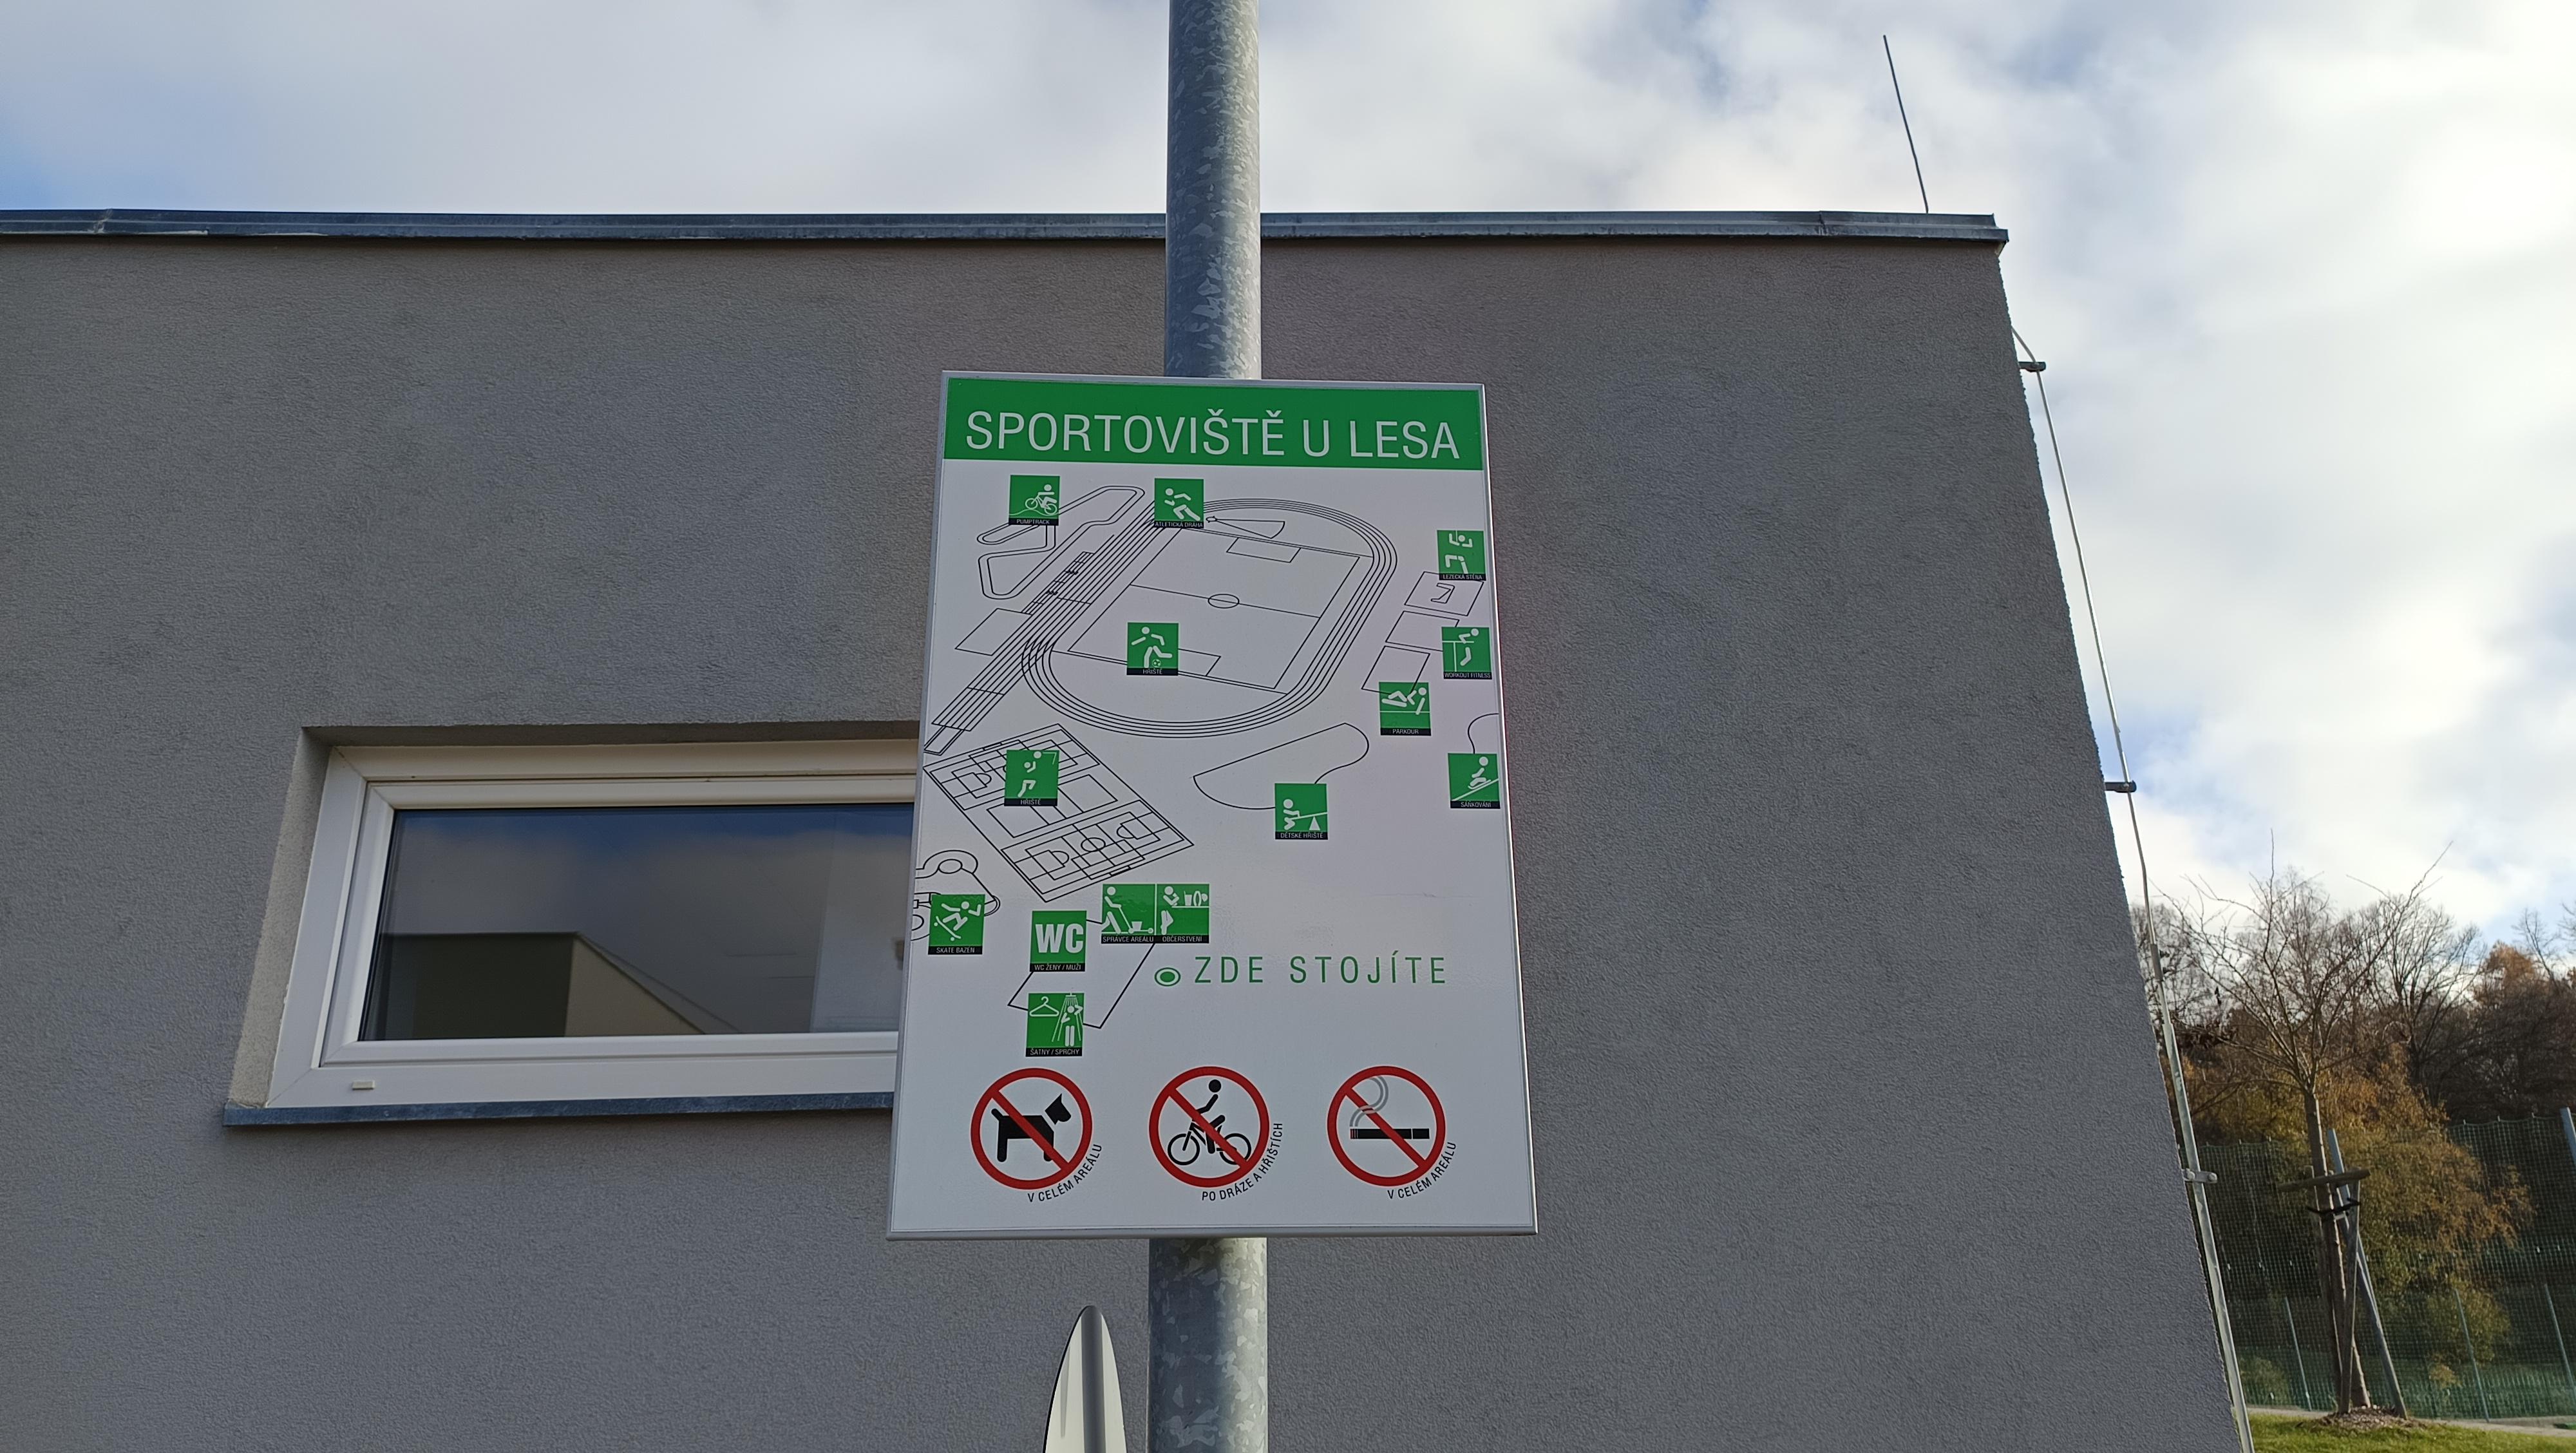 SPORTOVIŠTĚ U LESA
PUMPTRACK
ATLETICKÁ DRÁHA
LEZECKÁ STĚNA
HŘIŠTĚ
WORKOUT FITNESS
PARKOUR
HŘIŠTĚ
SÁŇKOVÁNÍ
DĚTSKÉ HŘIŠTĚ
SKATE BAZEN
WC
WC ŽENY / MUŽI
SPRÁVCE AREÁLU
OBČERSTVENÍ
ZDE STOJÍTE
ŠATNY / SPRCHY
V CELÉM AREÁLU
PO DRÁZE A HŘIŠTÍCH
V CELÉM AREÁLU